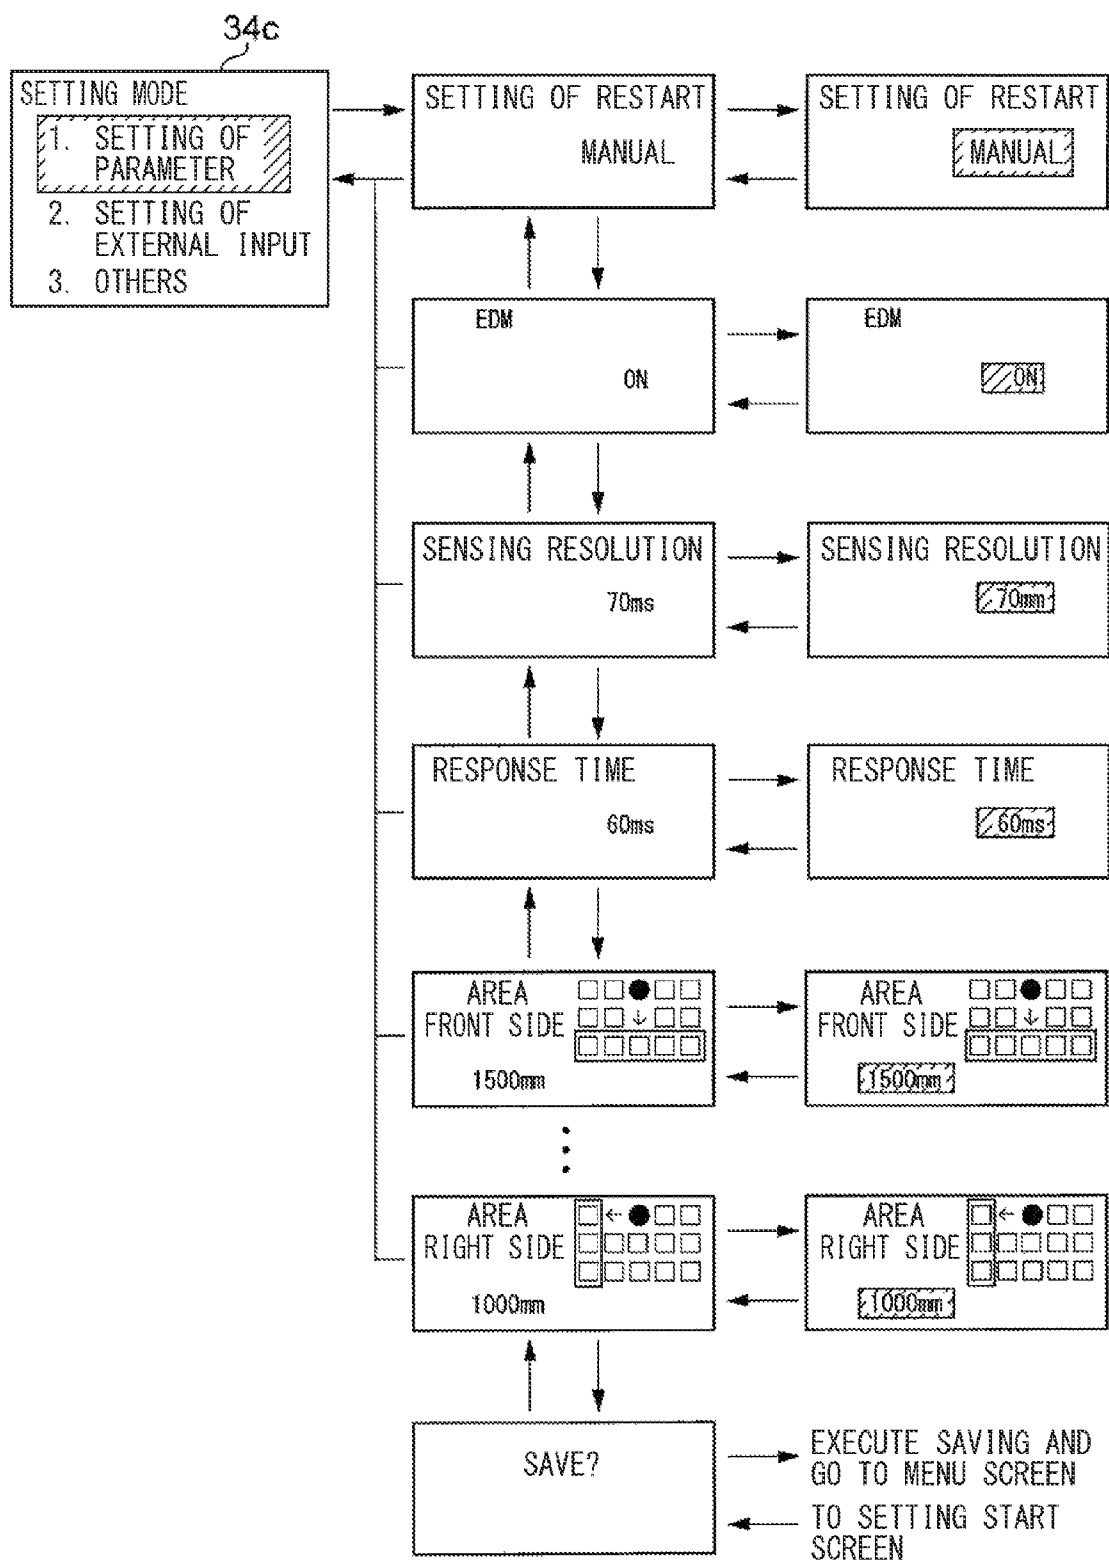 34c
SETTING MODE
1. SETTING OF
PARAMETER
2. SETTING OF
EXTERNAL INPUT
3. OTHERS
SETTING OF RESTART
MANUAL
SETTING OF RESTART
MANUAL
EDM
ON
EDM
ON
SENSING RESOLUTION
70ms
SENSING RESOLUTION
70mm
RESPONSE TIME
60ms
RESPONSE TIME
60ms
AREA
FRONT SIDE
1500mm
AREA
FRONT SIDE
1500mm
AREA
RIGHT SIDE
1000mm
AREA
RIGHT SIDE
1000mm
SAVE?
EXECUTE SAVING AND
GO TO MENU SCREEN
TO SETTING START
SCREEN